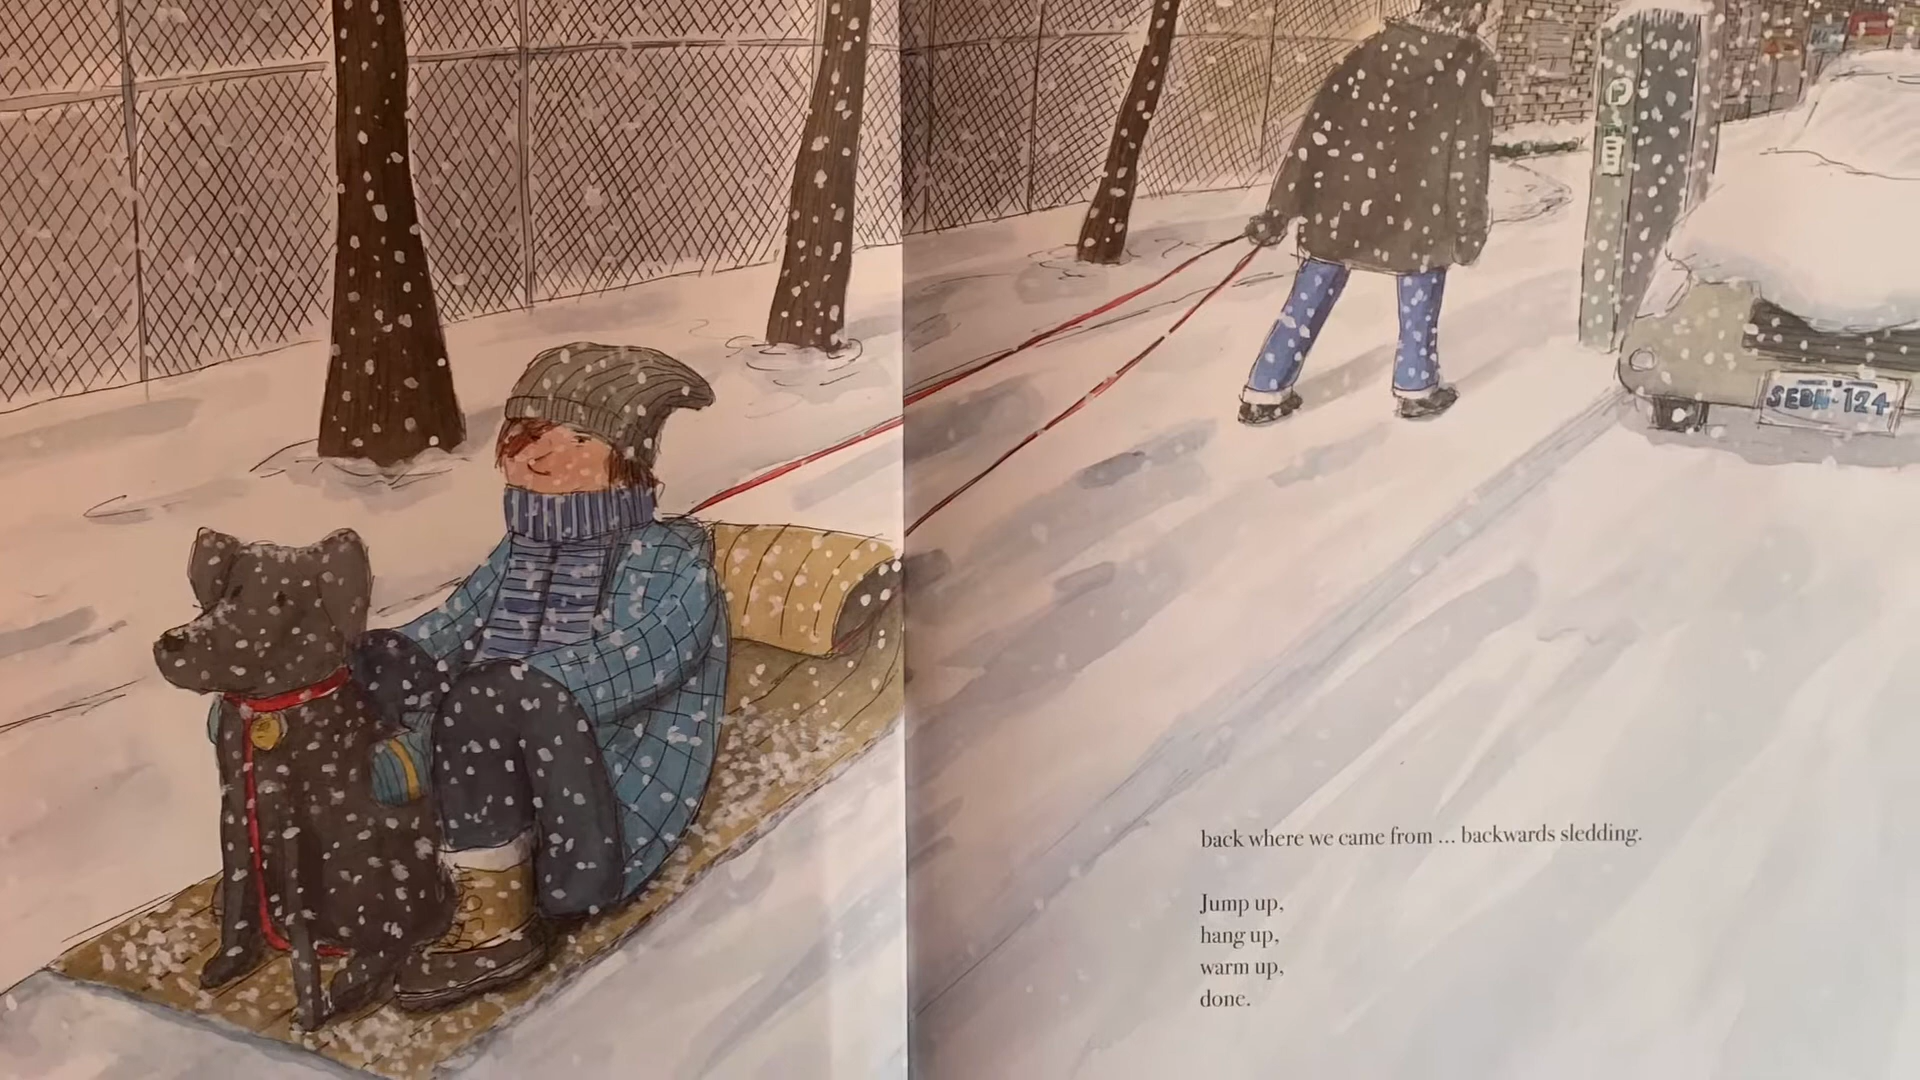 P
SEBN-124
back where we came from ... backwards sledding.
Jump up,
hang up,
warm up,
done.